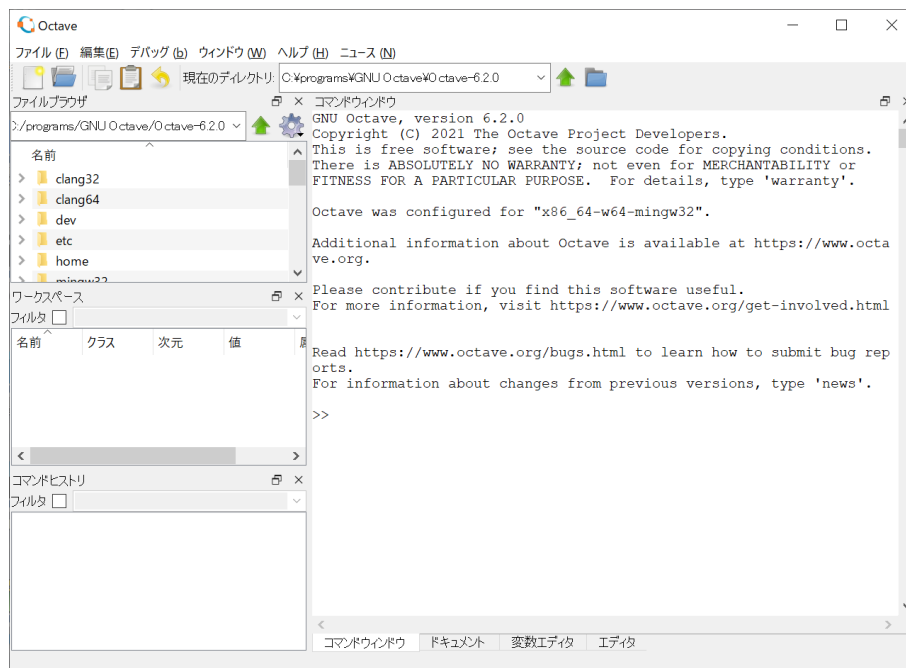 Octave
ファイル (F) 編集(E) デバッグ (b) ウィンドウ (W) ヘルプ (H) ニュース (N)
現在のディレクトリ: C:¥programs¥GNU Octave¥Octave-6.2.0
ファイルブラウザ
:/programs/GNU Octave/Octave-6.2.0
名前
clang32
clang64
dev
etc
home
mingw32
ワークスペース
フィルタ
名前 クラス 次元 値
コマンドヒストリ
フィルタ
コマンドウィンドウ
GNU Octave, version 6.2.0
Copyright (C) 2021 The Octave Project Developers.
This is free software; see the source code for copying conditions.
There is ABSOLUTELY NO WARRANTY; not even for MERCHANTABILITY or
FITNESS FOR A PARTICULAR PURPOSE.  For details, type 'warranty'.
Octave was configured for "x86_64-w64-mingw32".
Additional information about Octave is available at https://www.octa
ve.org.
Please contribute if you find this software useful.
For more information, visit https://www.octave.org/get-involved.html
Read https://www.octave.org/bugs.html to learn how to submit bug rep
orts.
For information about changes from previous versions, type 'news'.
>>
コマンドウィンドウ ドキュメント 変数エディタ エディタ